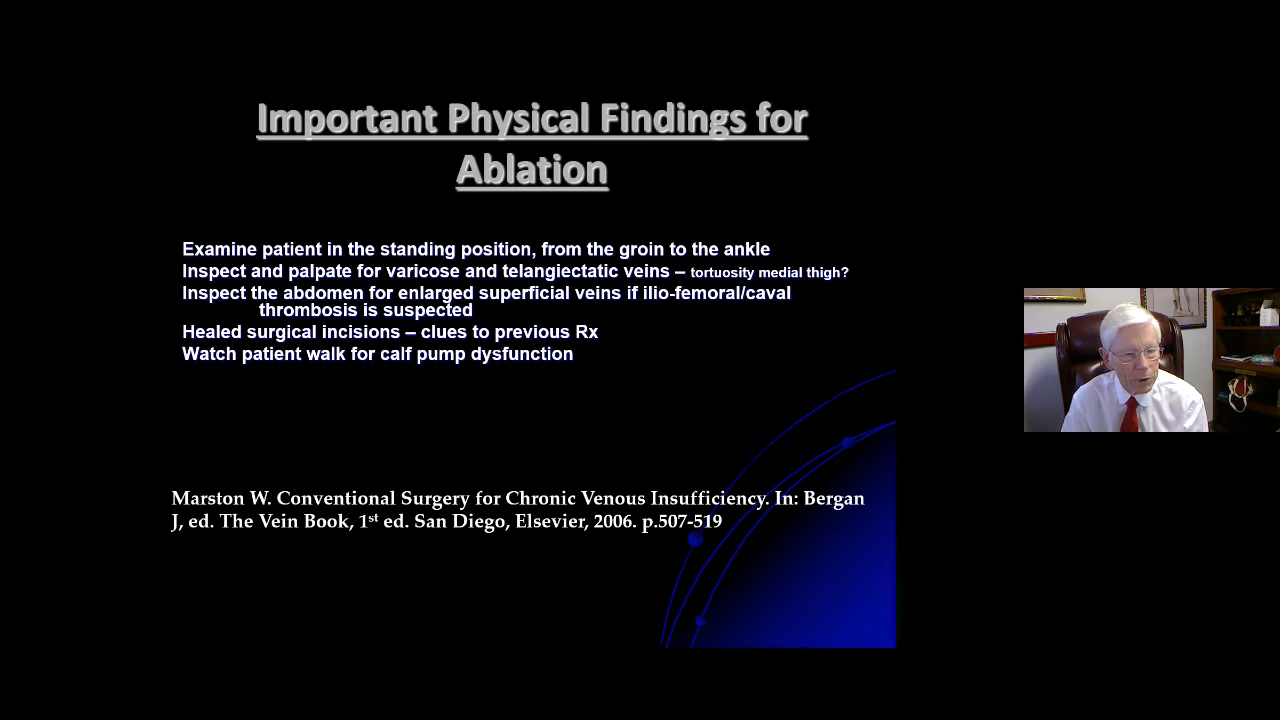 Important Physical Findings for
Ablation
Examine patient in the standing position, from the groin to the ankle
Inspect and palpate for varicose and telangiectatic veins – tortuosity medial thigh?
Inspect the abdomen for enlarged superficial veins if ilio-femoral/caval
thrombosis is suspected
Healed surgical incisions – clues to previous Rx
Watch patient walk for calf pump dysfunction
Marston W. Conventional Surgery for Chronic Venous Insufficiency. In: Bergan
J, ed. The Vein Book, 1st ed. San Diego, Elsevier, 2006. p.507-519